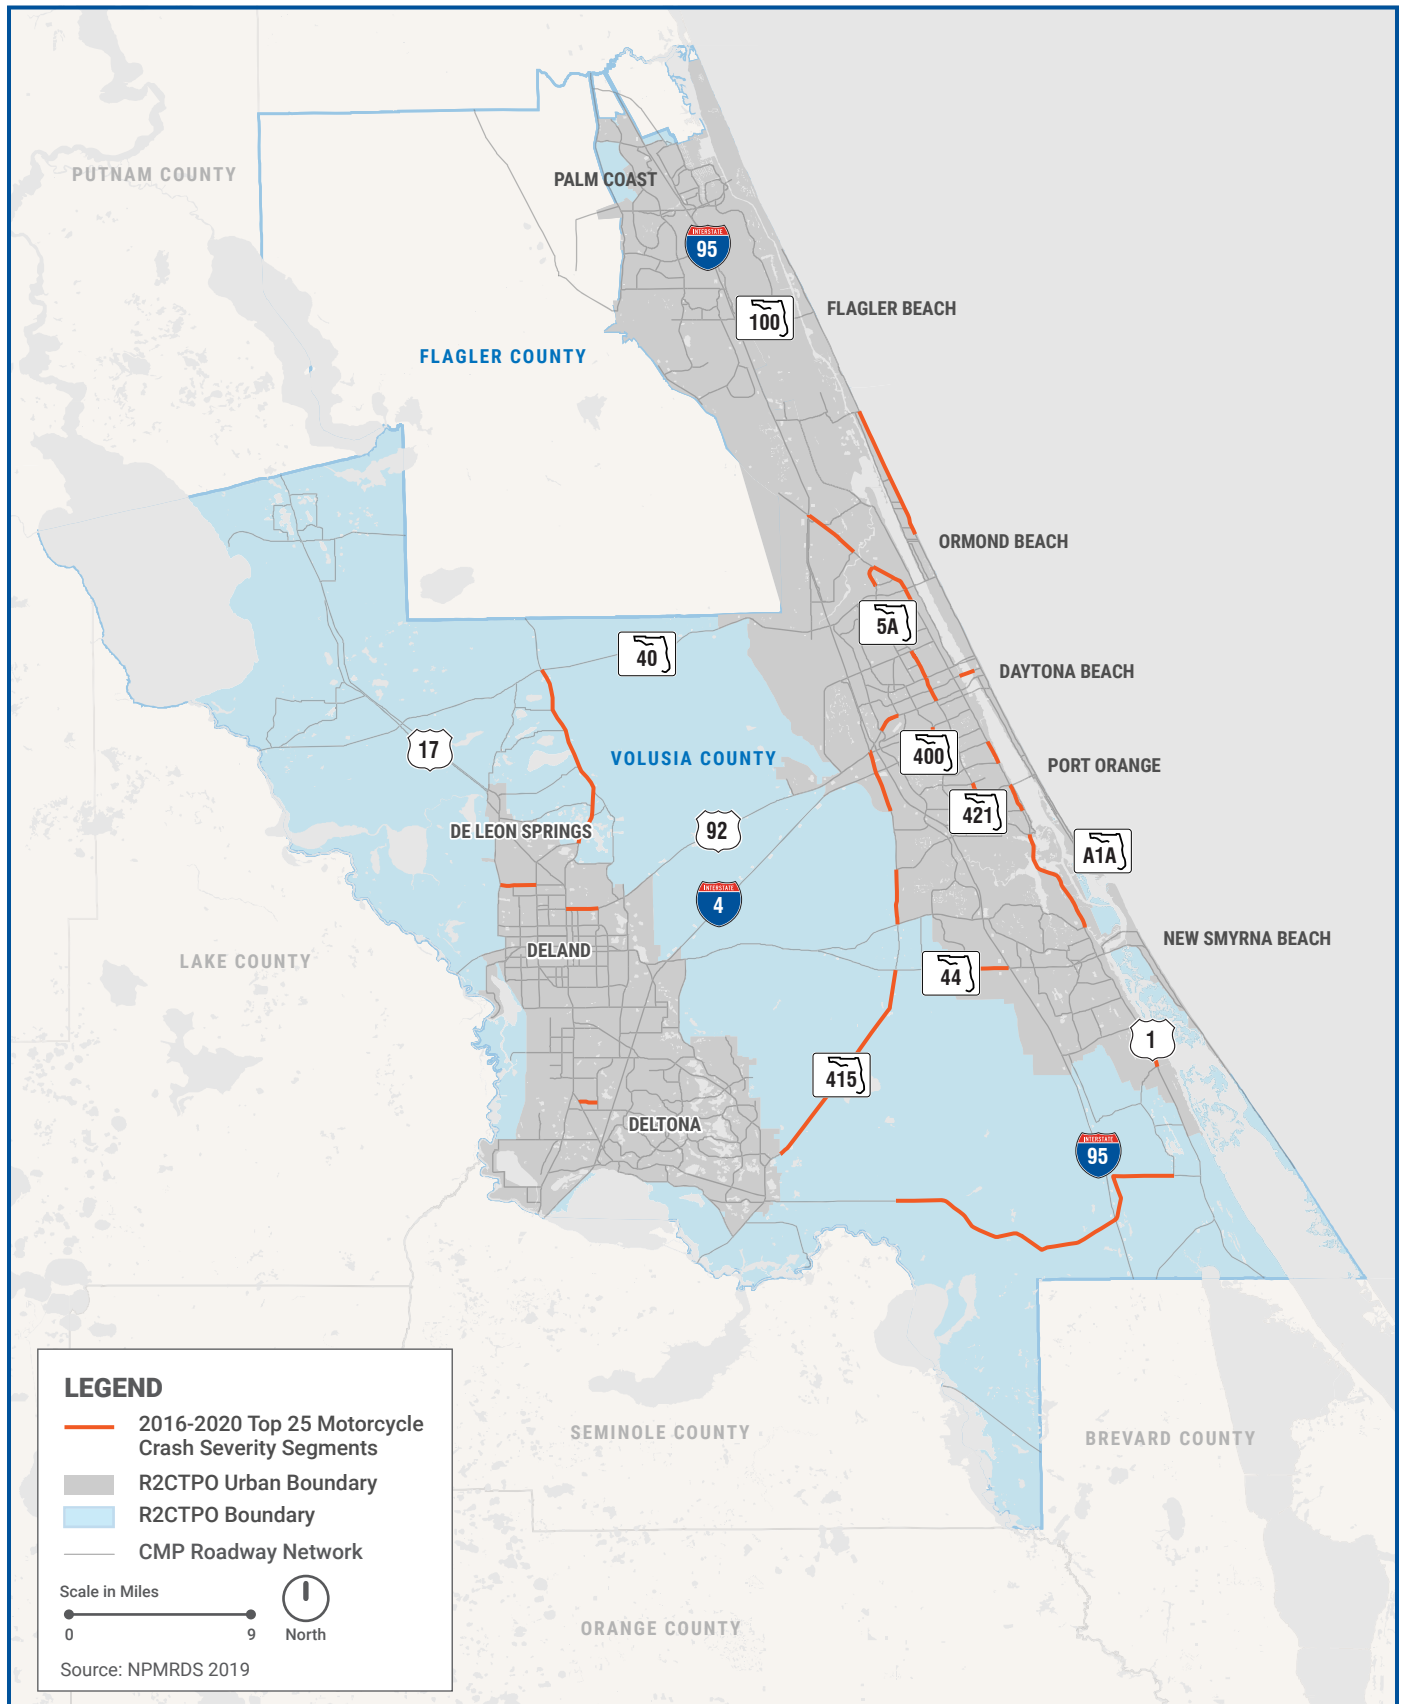 PUTNAM COUNTY
PALM COAST
INTERSTATE
95
100
FLAGLER BEACH
FLAGLER COUNTY
ORMOND BEACH
5A
40
DAYTONA BEACH
17
VOLUSIA COUNTY
400
PORT ORANGE
421
DE LEON SPRINGS
92
A1A
INTERSTATE
4
DELAND
NEW SMYRNA BEACH
LAKE COUNTY
44
1
415
DELTONA
INTERSTATE
95
LEGEND
2016-2020 Top 25 Motorcycle
Crash Severity Segments
R2CTPO Urban Boundary
R2CTPO Boundary
CMP Roadway Network
Scale in Miles
0 9
North
Source: NPMRDS 2019
SEMINOLE COUNTY
BREVARD COUNTY
ORANGE COUNTY